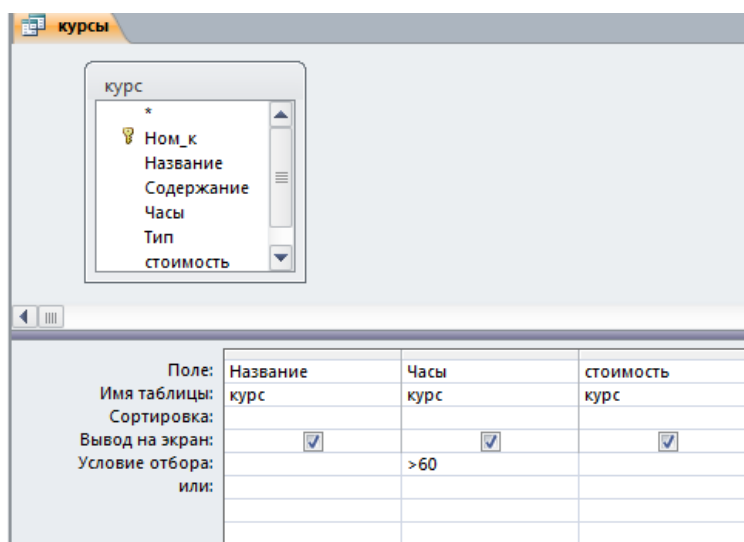 курсы
курс
*
Ном_к
Название
Содержание
Часы
Тип
стоимость
Поле: Название Часы стоимость
Имя таблицы: курс курс курс
Сортировка:
Вывод на экран:
Условие отбора: >60
или: